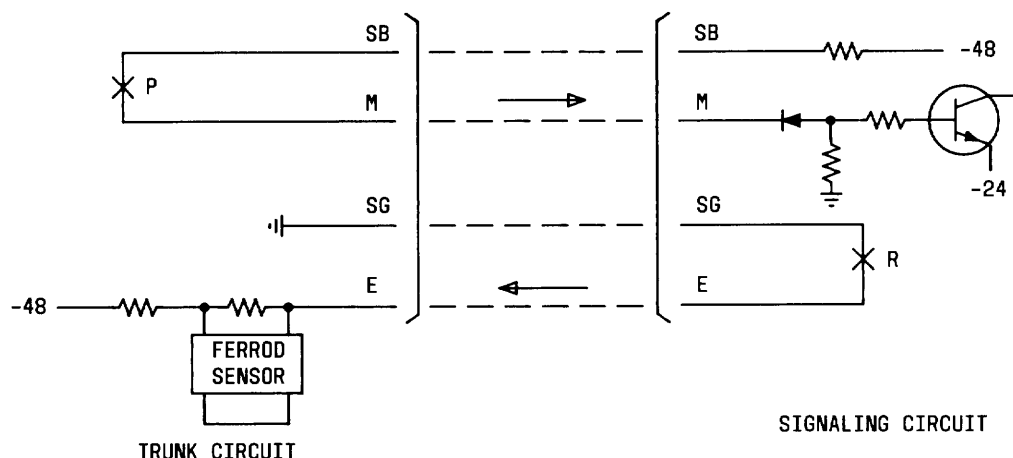 SB
SB
-48
P
M
M
-24
SG
SG
R
-48
E
E
FERROD
SENSOR
SIGNALING CIRCUIT
TRUNK CIRCUIT